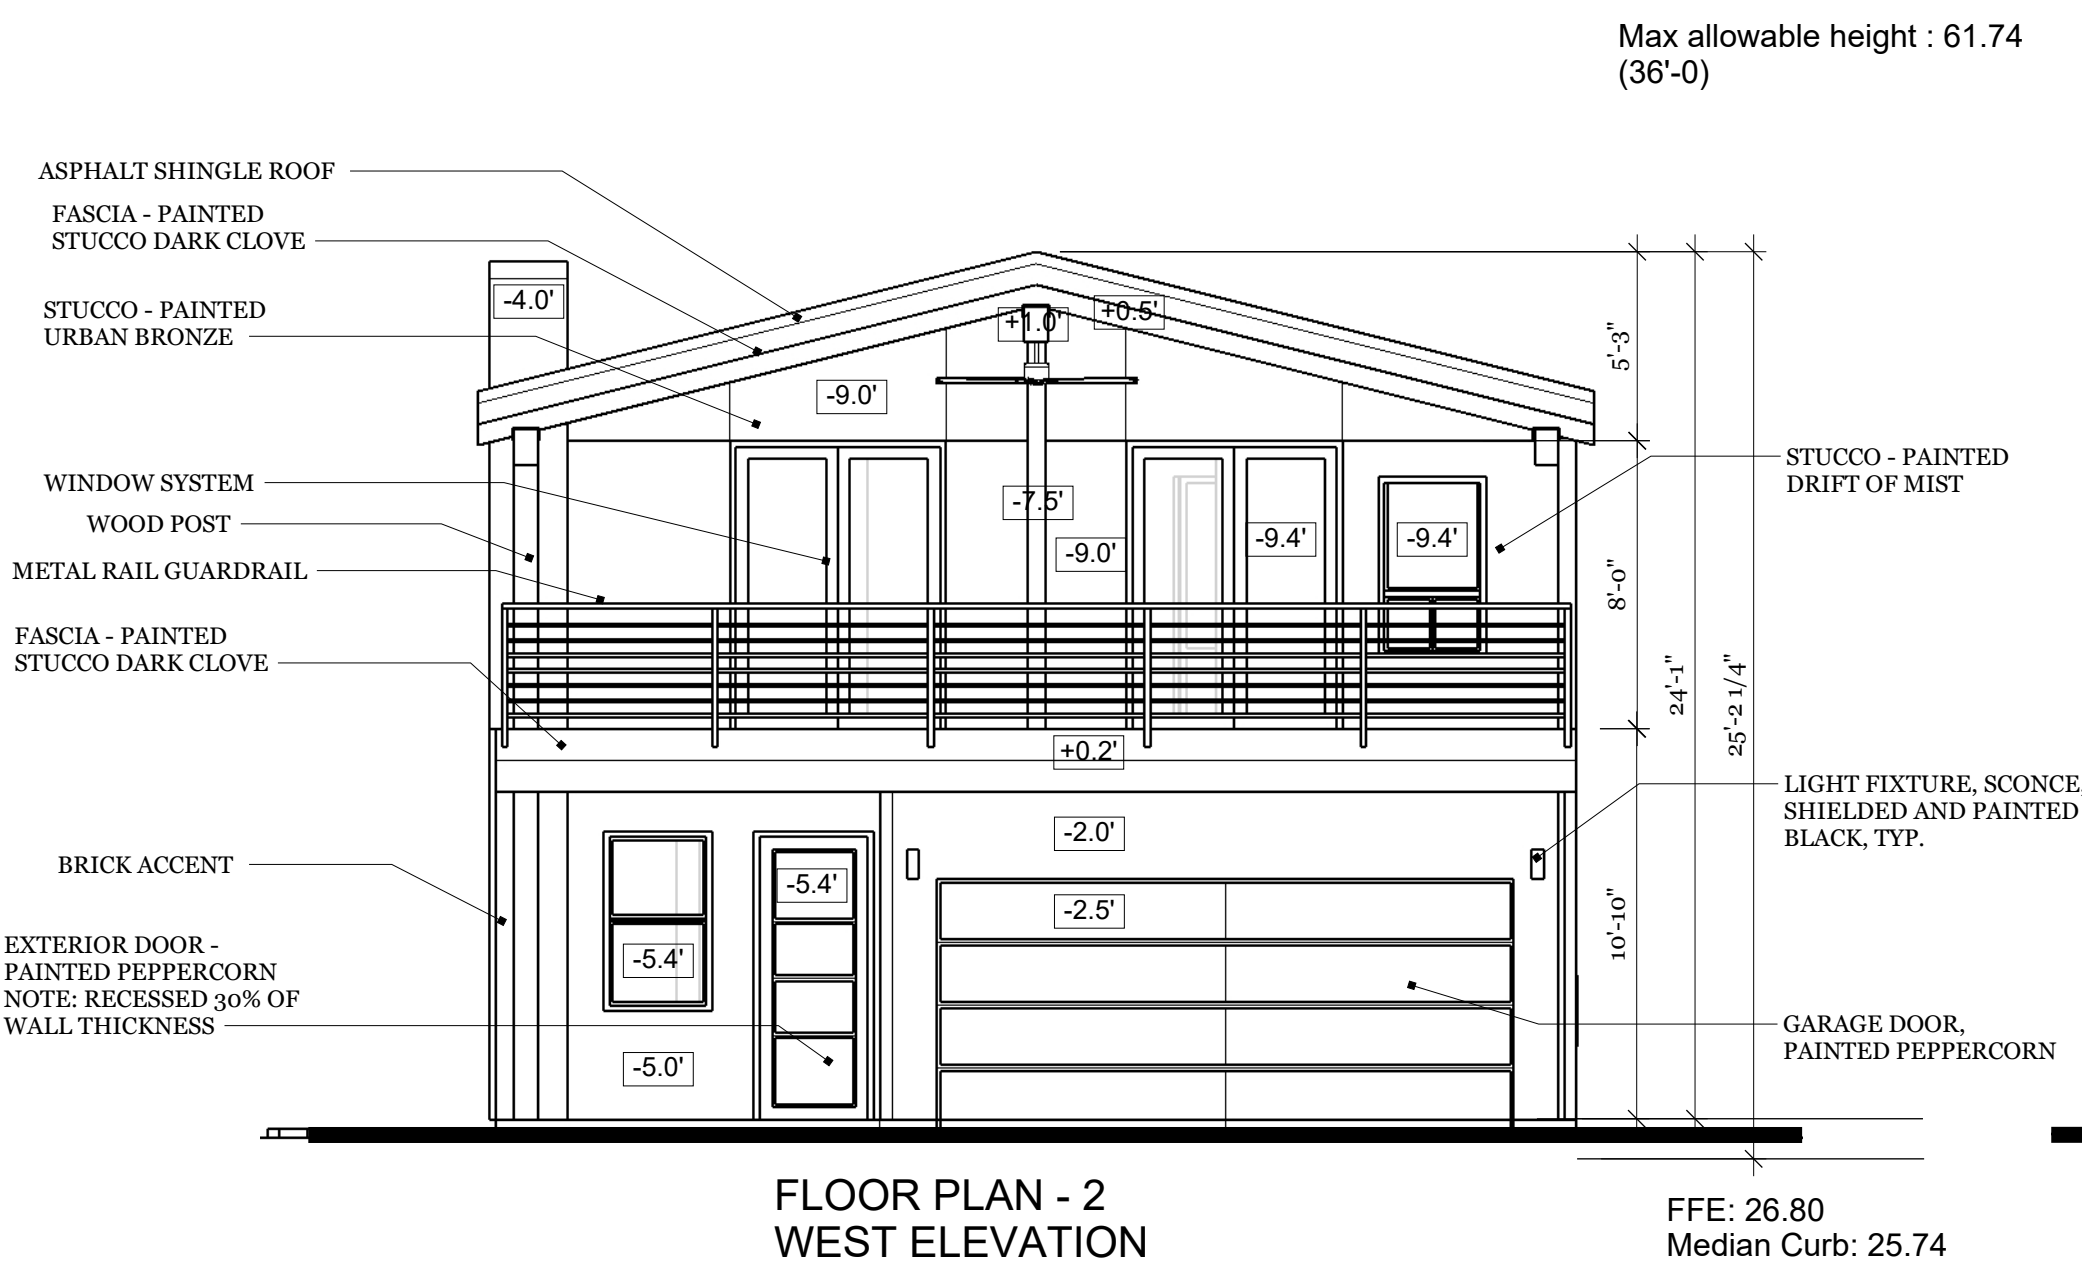 Max allowable height : 61.74
(36'-0)
ASPHALT SHINGLE ROOF
FASCIA - PAINTED
STUCCO DARK CLOVE
STUCCO - PAINTED
URBAN BRONZE
WINDOW SYSTEM
WOOD POST
METAL RAIL GUARDRAIL
FASCIA - PAINTED
STUCCO DARK CLOVE
BRICK ACCENT
EXTERIOR DOOR -
PAINTED PEPPERCORN
NOTE: RECESSED 30% OF
WALL THICKNESS
-4.0'
+1.0'
+0.5'
-9.0'
-7.5'
-9.0'
-9.4'
-9.4'
+0.2'
-2.0'
-5.4'
-2.5'
-5.4'
-5.0'
5'-3"
8'-0"
24'-1"
25'-2 1/4"
10'-10"
STUCCO - PAINTED
DRIFT OF MIST
LIGHT FIXTURE, SCONCE,
SHIELDED AND PAINTED
BLACK, TYP.
GARAGE DOOR,
PAINTED PEPPERCORN
FLOOR PLAN - 2
WEST ELEVATION
FFE: 26.80
Median Curb: 25.74